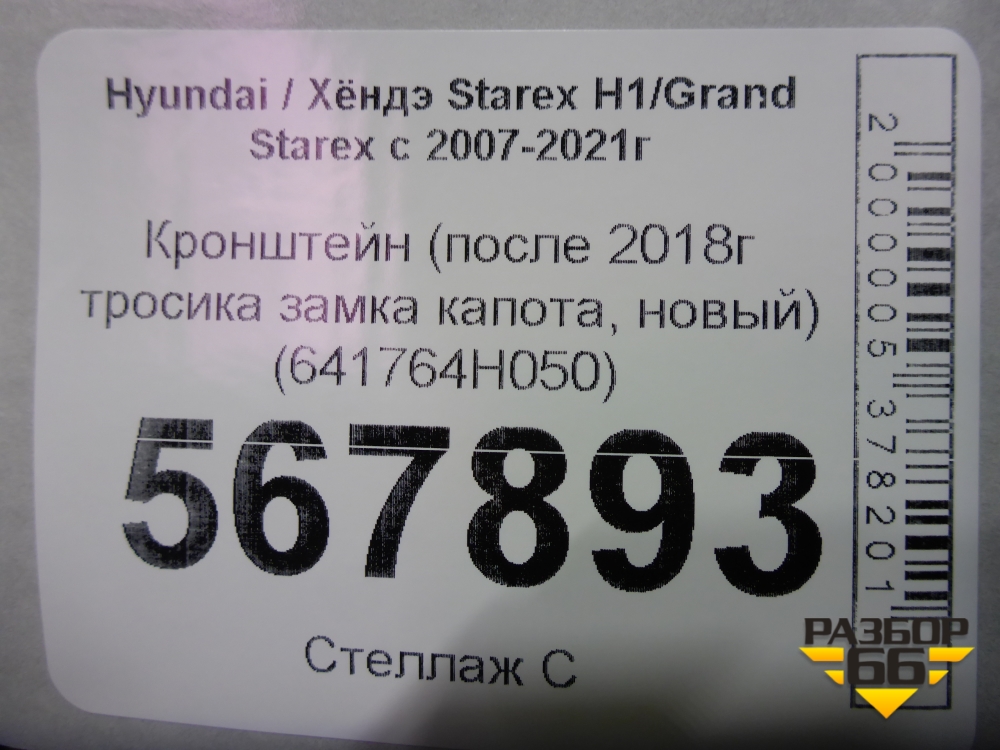 Hyundai / Хёндэ Starex H1/Grand
Starex с 2007-2021г
Кронштейн (после 2018г
тросика замка капота, новый)
(641764H050)
567893
Стеллаж С
2000005378201
РАЗБОР
66